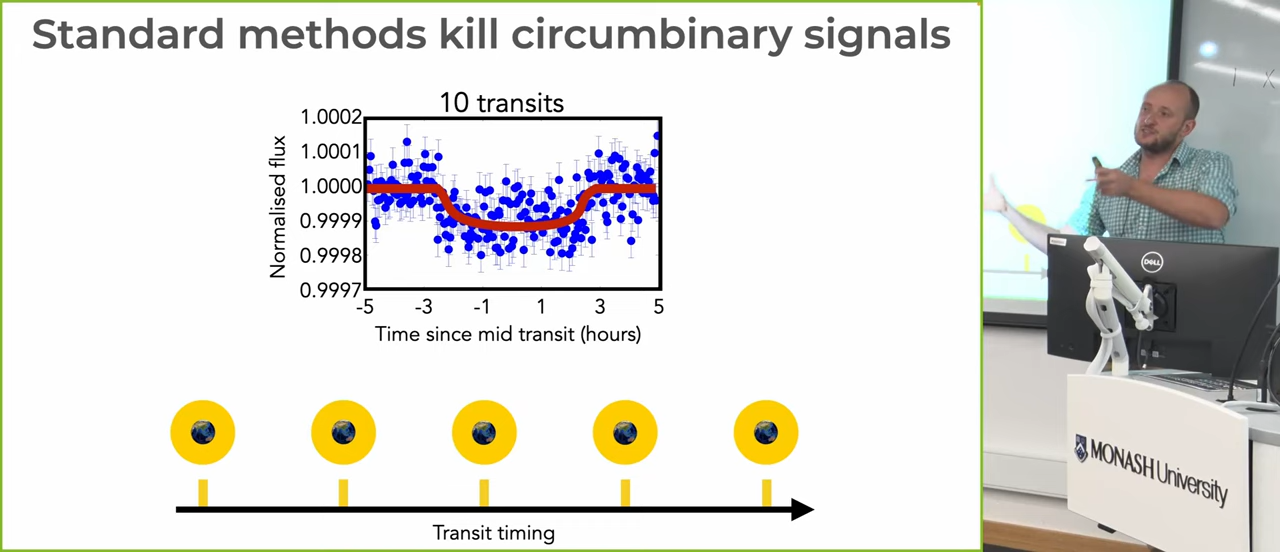 Standard methods kill circumbinary signals
10 transits
Normalised flux
1.0002
1.0001
1.0000
0.9999
0.9998
0.9997
-5 -3 -1 1 3 5
Time since mid transit (hours)
Transit timing
1 X
DELL
MONASH University